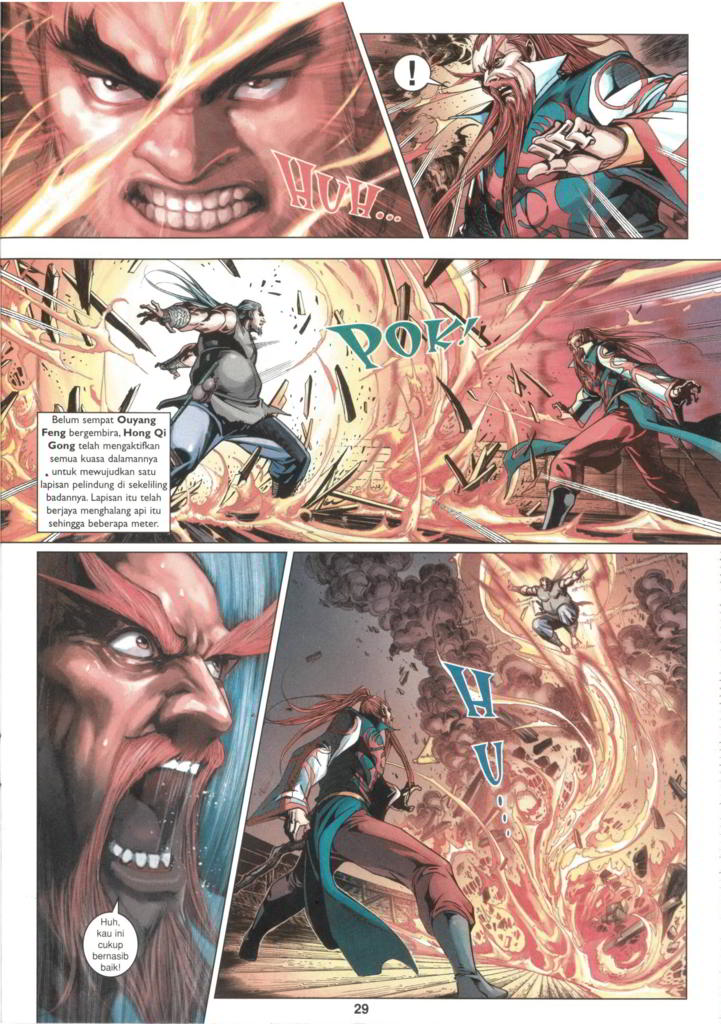 HUH...
!
POK!
Belum sempat Ouyang
Feng bergembira, Hong Qi
Gong telah mengaktifkan
semua kuasa dalamannya
untuk mewujudkan satu
lapisan pelindung di sekeliling
badannya. Lapisan itu telah
berjaya menghalang api itu
sehingga beberapa meter.
Huh,
kau ini
cukup
bernasib
baik!
HU...
29